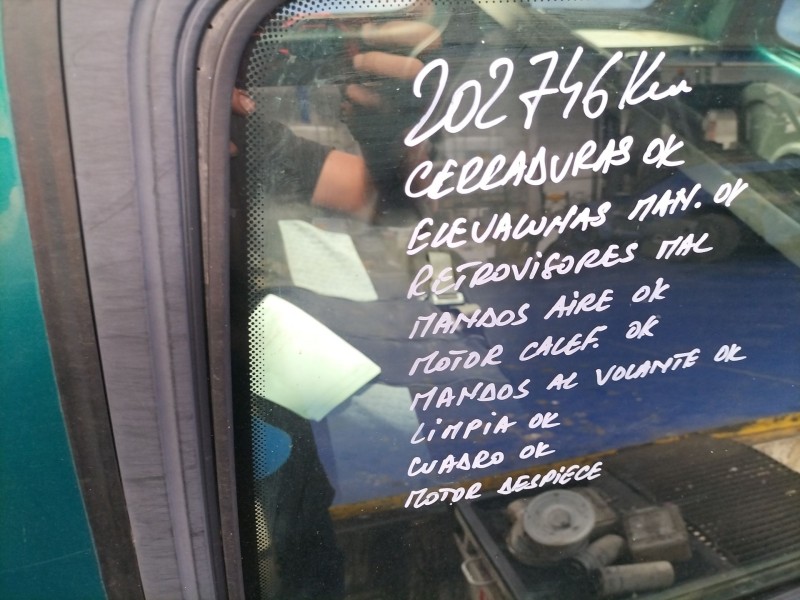 202746 Km
CERRADURAS OK
ELEVALUNAS MAN. OK
RETROVISORES MAL
MANDOS AIRE OK
MOTOR CALEF. OK
MANDOS AL VOLANTE OK
LIMPIA OK
CUADRO OK
MOTOR DESPIECE